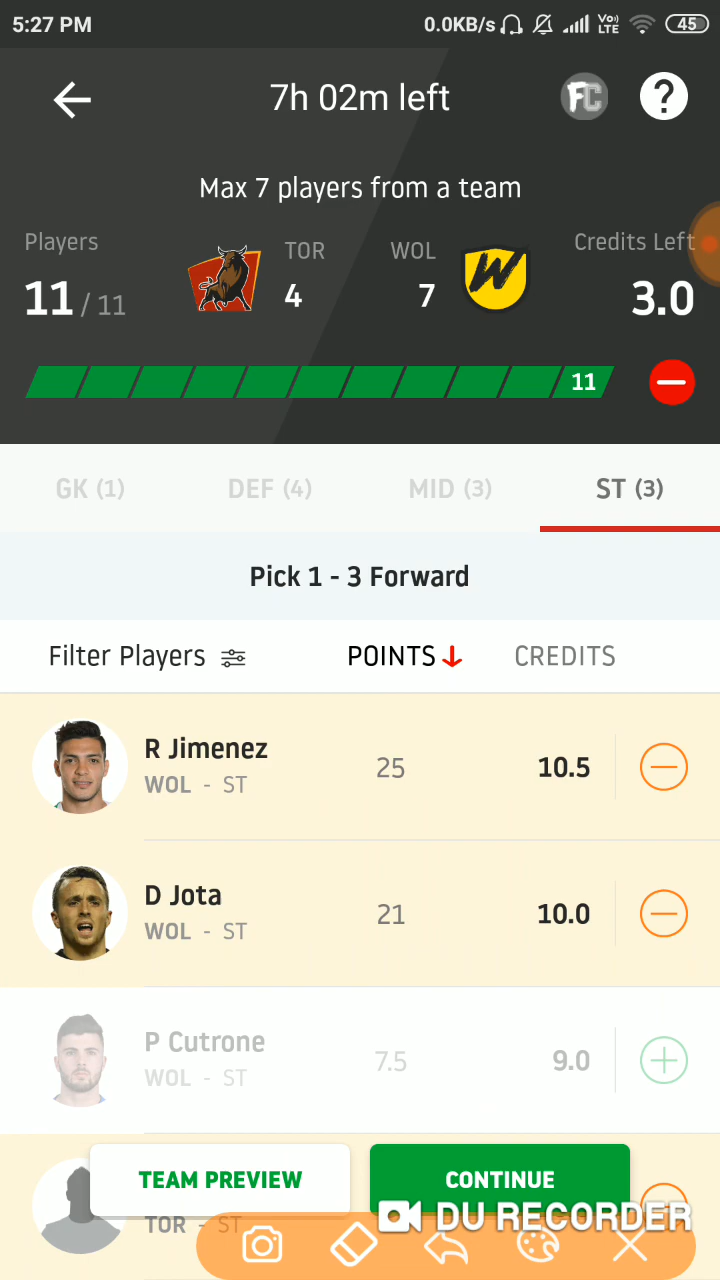 5:27 PM 0.0KB/s Vo)) LTE 45
7h 02m left FC ?
Max 7 players from a team
Players TOR WOL Credits Left
11 / 11 4 7 W 3.0
11
GK (1) DEF (4) MID (3) ST (3)
Pick 1 - 3 Forward
Filter Players POINTS CREDITS
R Jimenez
WOL - ST 25 10.5
D Jota
WOL - ST 21 10.0
P Cutrone
WOL - ST 7.5 9.0
TEAM PREVIEW CONTINUE
TOR - ST
DU RECORDER